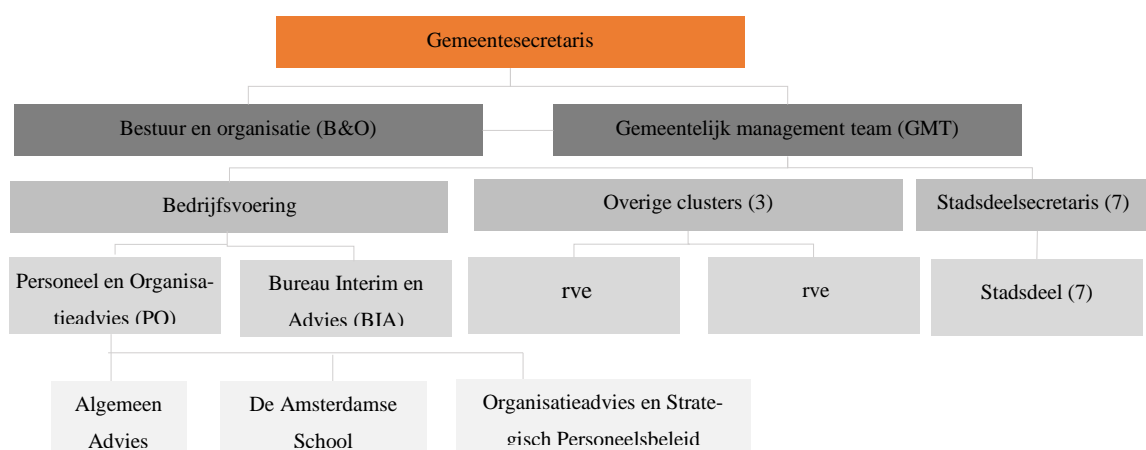 Gemeentesecretaris
Bestuur en organisatie (B&O)
Gemeentelijk management team (GMT)
Bedrijfsvoering
Overige clusters (3)
Stadsdeelsecretaris (7)
Personeel en Organisa-
tieadvies (PO)
Bureau Interim en
Advies (BIA)
rve
rve
Stadsdeel (7)
Algemeen
Advies
De Amsterdamse
School
Organisatieadvies en Strate-
gisch Personeelsbeleid